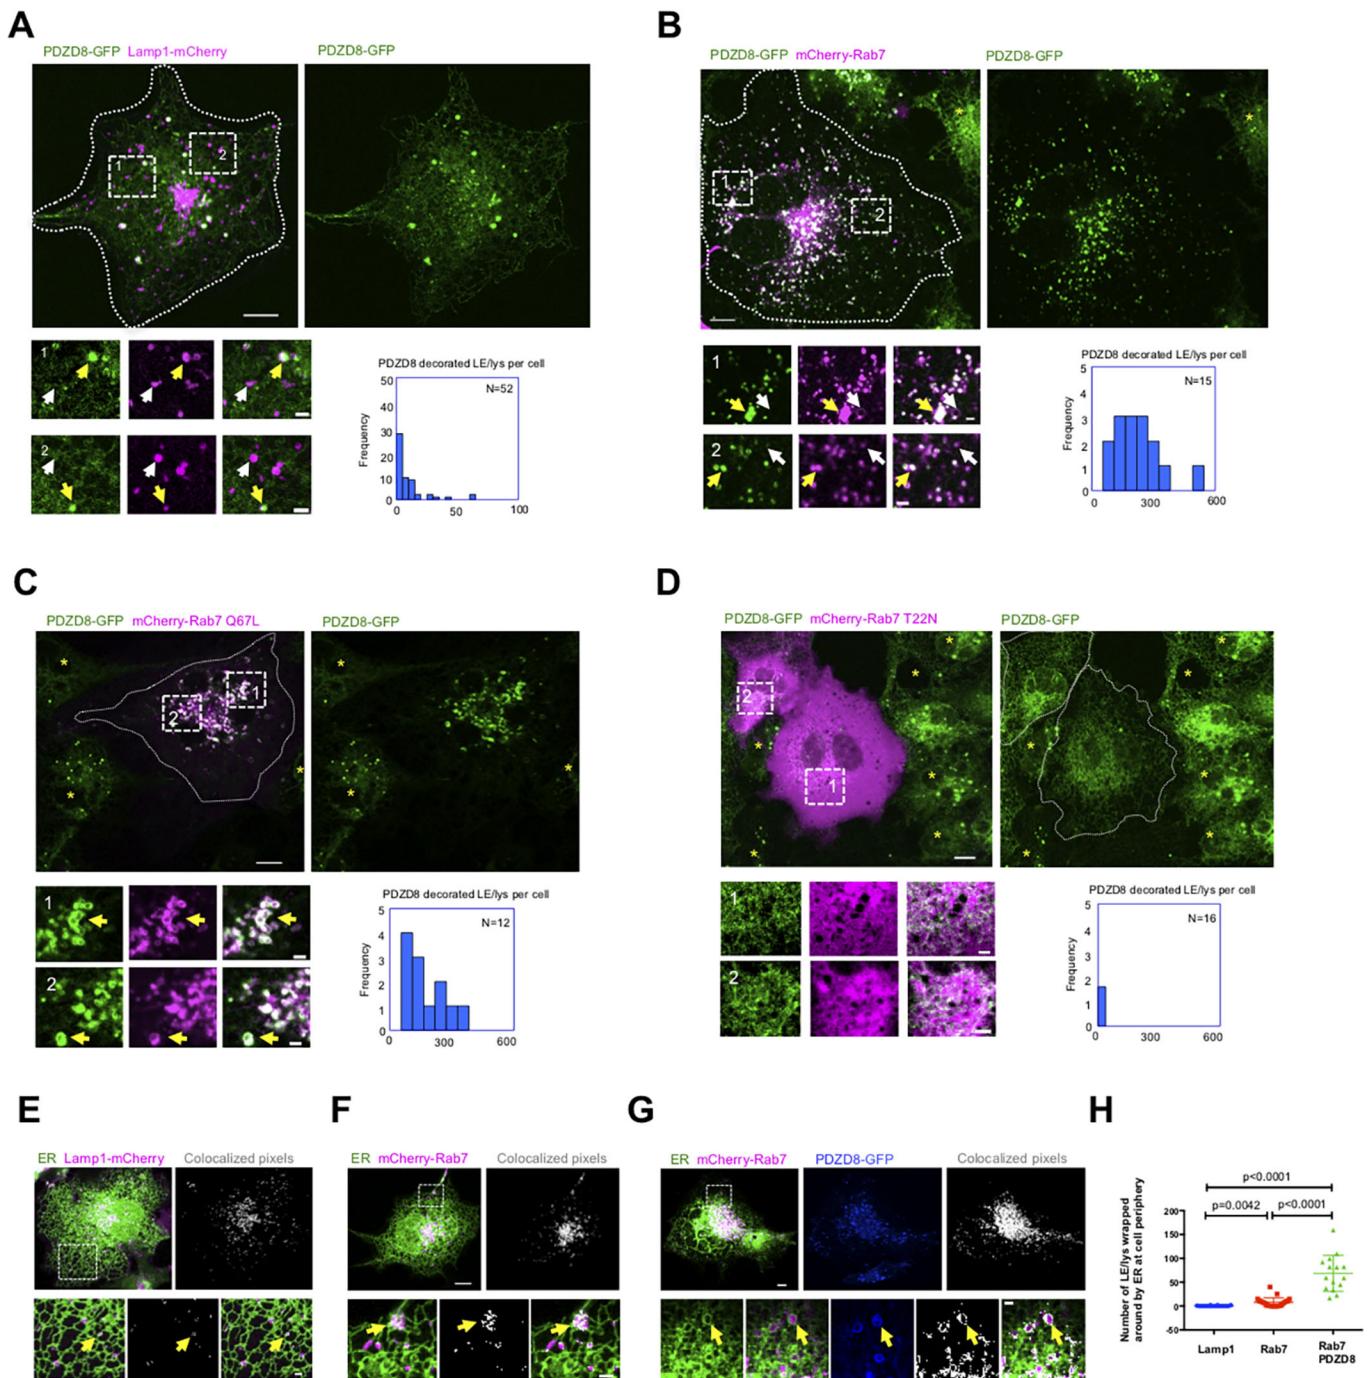 A
PDZD8-GFP Lamp1-mCherry
PDZD8-GFP
1
2
1
2
PDZD8 decorated LE/lys per cell
N=52
Frequency
50
40
30
20
10
0
0 50 100
B
PDZD8-GFP mCherry-Rab7
PDZD8-GFP
*
*
1
2
1
2
PDZD8 decorated LE/lys per cell
N=15
Frequency
5
4
3
2
1
0
0 300 600
C
PDZD8-GFP mCherry-Rab7 Q67L
PDZD8-GFP
* * *
* * *
1
2
1
2
PDZD8 decorated LE/lys per cell
N=12
Frequency
5
4
3
2
1
0
0 300 600
D
PDZD8-GFP mCherry-Rab7 T22N
PDZD8-GFP
* * * * * *
* * * * * *
2
1
1
2
PDZD8 decorated LE/lys per cell
N=16
Frequency
5
4
3
2
1
0
0 300 600
E
ER Lamp1-mCherry
Colocalized pixels
F
ER mCherry-Rab7
Colocalized pixels
G
ER mCherry-Rab7
PDZD8-GFP
Colocalized pixels
H
p<0.0001
p=0.0042 p<0.0001
Number of LE/lys wrapped
around by ER at cell periphery
200
150
100
50
0
-50
Lamp1 Rab7 Rab7
PDZD8